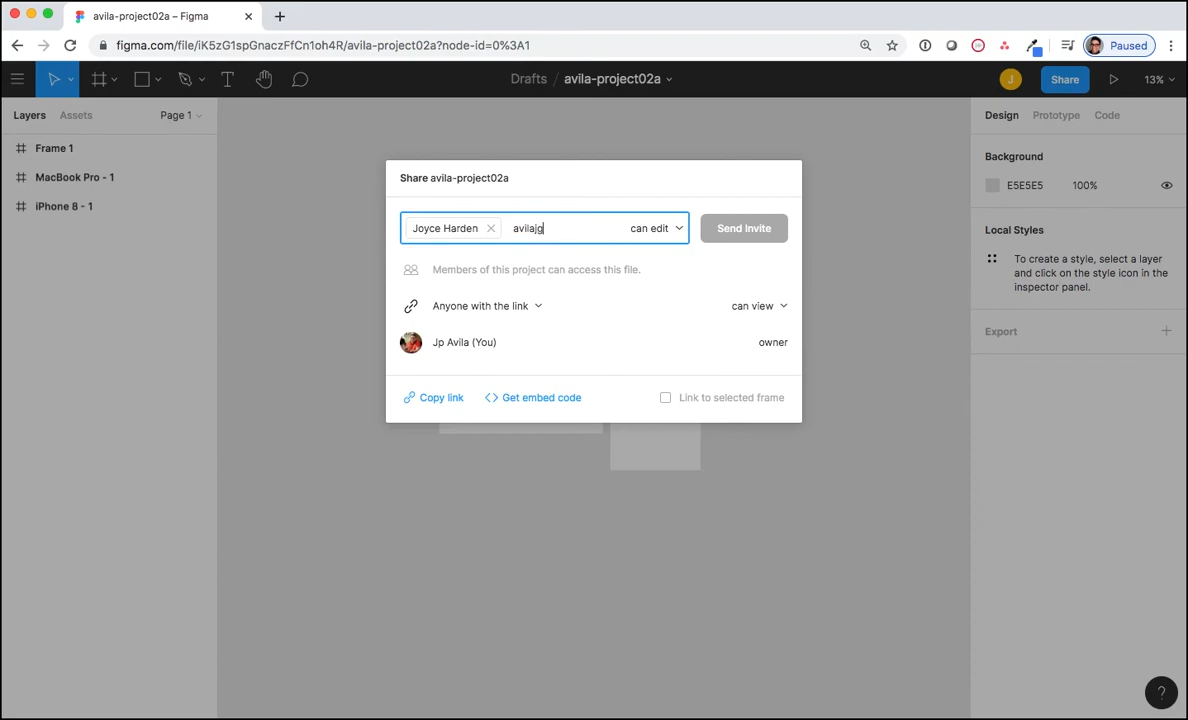 avila-project02a – Figma
figma.com/file/iK5zG1spGnaczFfCn1oh4R/avila-project02a?node-id=0%3A1
Paused
Drafts / avila-project02a
J
Share
13%
Layers
Assets
Page 1
Frame 1
MacBook Pro - 1
iPhone 8 - 1
Share avila-project02a
Joyce Harden
avilajg
can edit
Send Invite
Members of this project can access this file.
Anyone with the link
can view
Jp Avila (You)
owner
Copy link
Get embed code
Link to selected frame
Design
Prototype
Code
Background
E5E5E5
100%
Local Styles
To create a style, select a layer
and click on the style icon in the
inspector panel.
Export
?